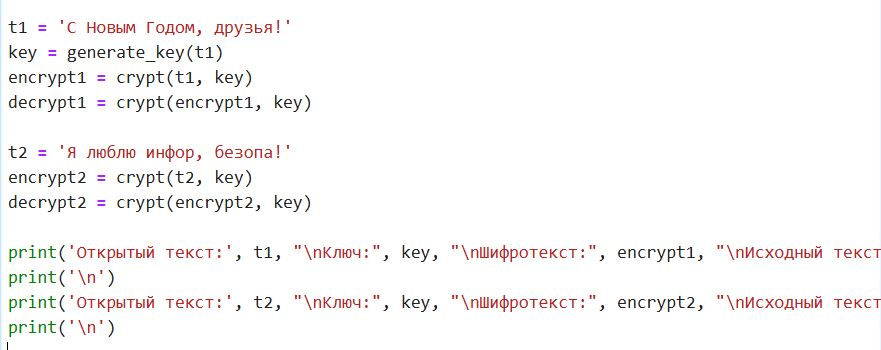 t1 = 'С Новым Годом, друзья!'
key = generate_key(t1)
encrypt1 = crypt(t1, key)
decrypt1 = crypt(encrypt1, key)
t2 = 'Я люблю инфор, безопа!'
encrypt2 = crypt(t2, key)
decrypt2 = crypt(encrypt2, key)
print('Открытый текст:', t1, "\nКлюч:", key, "\nШифротекст:", encrypt1, "\nИсходный текст
print('\n')
print('Открытый текст:', t2, "\nКлюч:", key, "\nШифротекст:", encrypt2, "\nИсходный текст
print('\n')